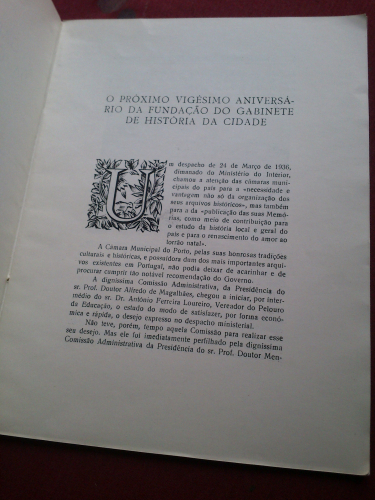 O PRÓXIMO VIGÉSIMO ANIVERSÁ-
RIO DA FUNDAÇÃO DO GABINETE
DE HISTÓRIA DA CIDADE
Um despacho de 24 de Março de 1936,
dimanado do Ministério do Interior,
chamou a atenção das câmaras muni-
cipais do país para a «necessidade e
vantagem não só da organização dos
seus arquivos históricos», mas também
para a da «publicação das suas Memó-
rias, como meio de contribuïção para
o estudo da história local e geral do
país e para o renascimento do amor ao
torrão natal».
A Câmara Municipal do Porto, pelas suas honrosas tradições
culturais e históricas, e possuidora dum dos mais importantes arqui-
vos existentes em Portugal, não podia deixar de acarinhar e de
procurar cumprir tão notável recomendação do Governo.
A digníssima Comissão Administrativa, da Presidência do
sr. Prof. Doutor Alfredo de Magalhães, chegou a iniciar, por inter-
médio do sr. Dr. António Ferreira Loureiro, Vereador do Pelouro
da Educação, o estudo do modo de satisfazer, por forma econó-
mica e rápida, o desejo expresso no despacho ministerial.
Não teve, porém, tempo aquela Comissão para realizar esse
seu desejo. Mas ele foi imediatamente perfilhado pela digníssima
Comissão Administrativa da Presidência do sr. Prof. Doutor Men-